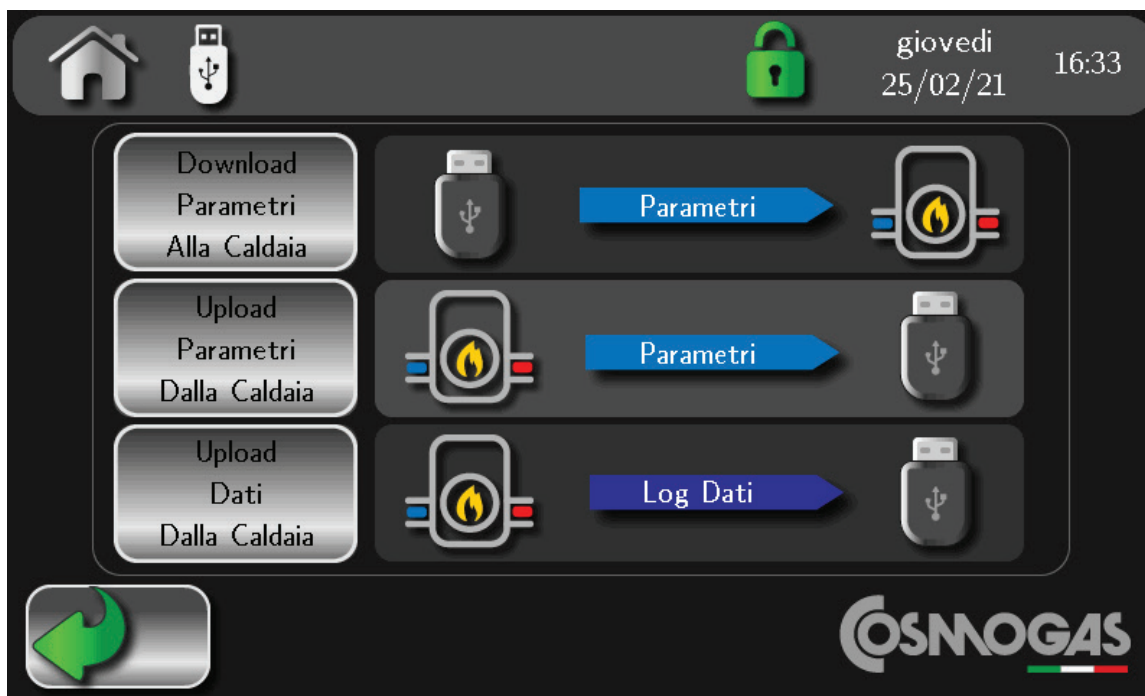 giovedi
25/02/21
16:33
Download
Parametri
Alla Caldaia
Parametri
Upload
Parametri
Dalla Caldaia
Parametri
Upload
Dati
Dalla Caldaia
Log Dati
COSMOGAS